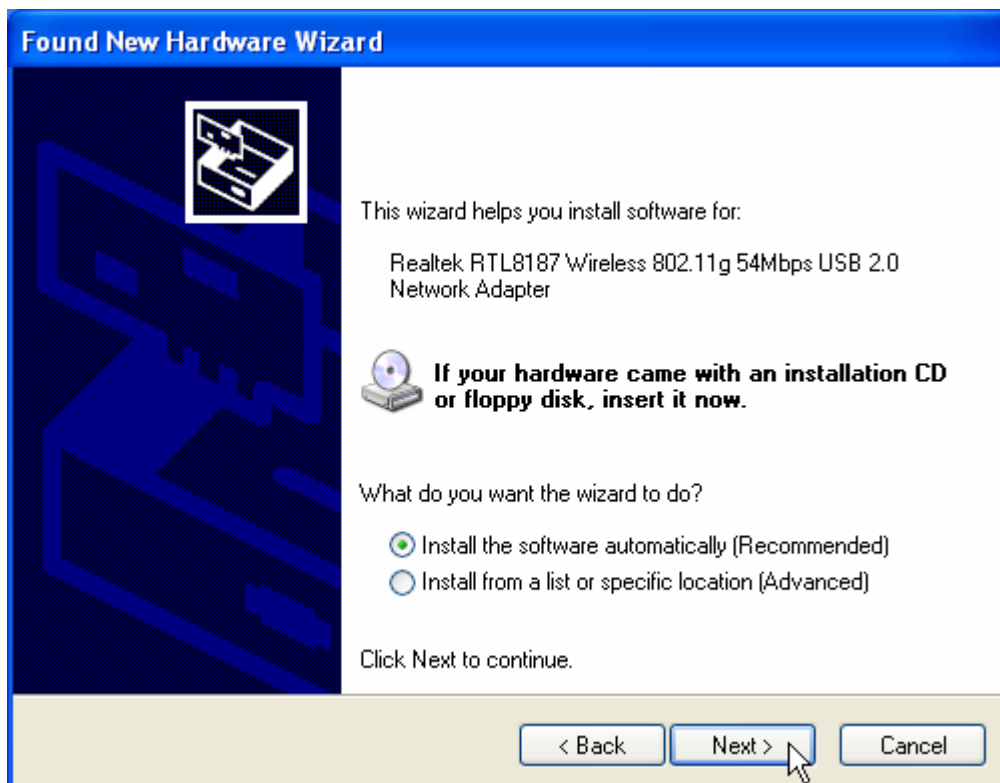 Found New Hardware Wizard
This wizard helps you install software for:
Realtek RTL8187 Wireless 802.11g 54Mbps USB 2.0
Network Adapter
If your hardware came with an installation CD
or floppy disk, insert it now.
What do you want the wizard to do?
Install the software automatically (Recommended)
Install from a list or specific location (Advanced)
Click Next to continue.
< Back
Next >
Cancel